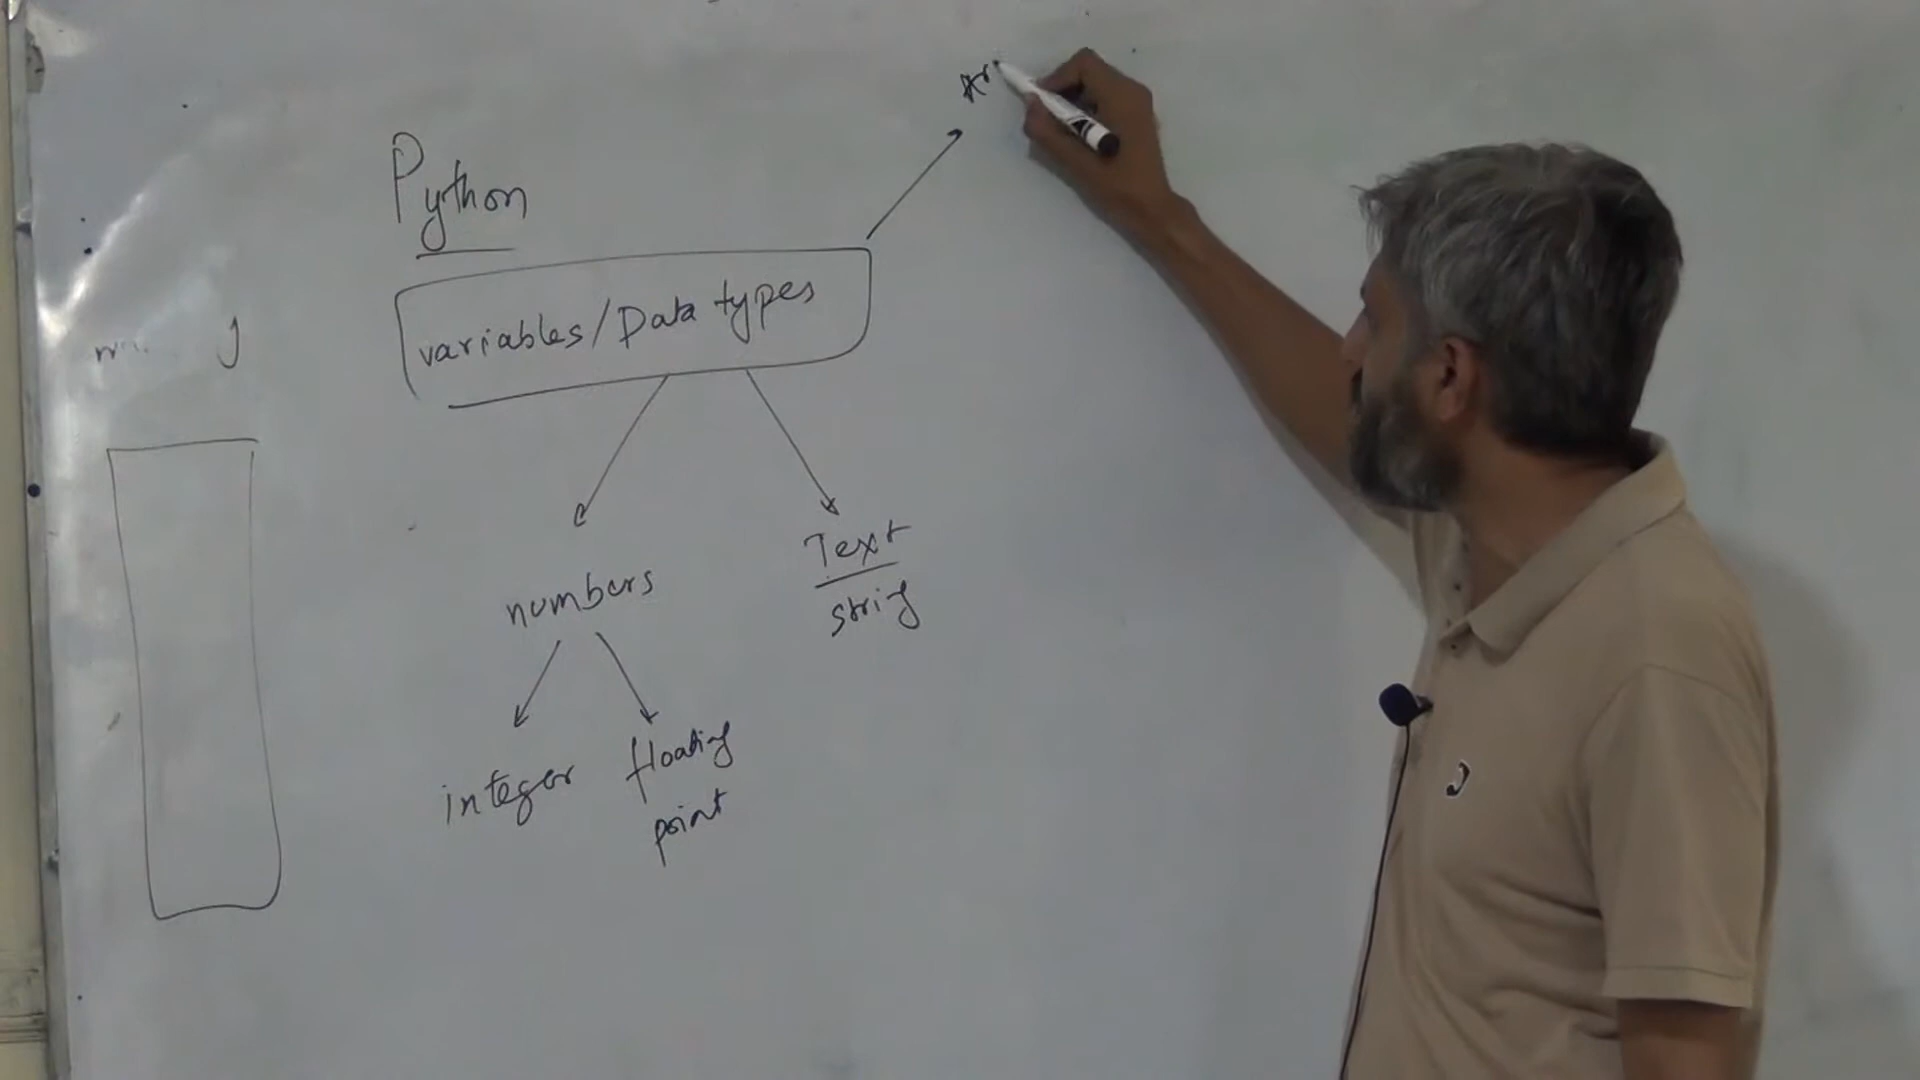 Python
variables/Data types
numbers
Text
string
integer
floating
point